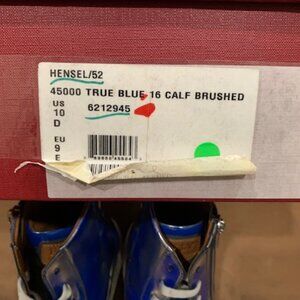 HENSEL/52
45000 TRUE BLUE 16 CALF BRUSHED
US 6212945
10
D
EU
9
E